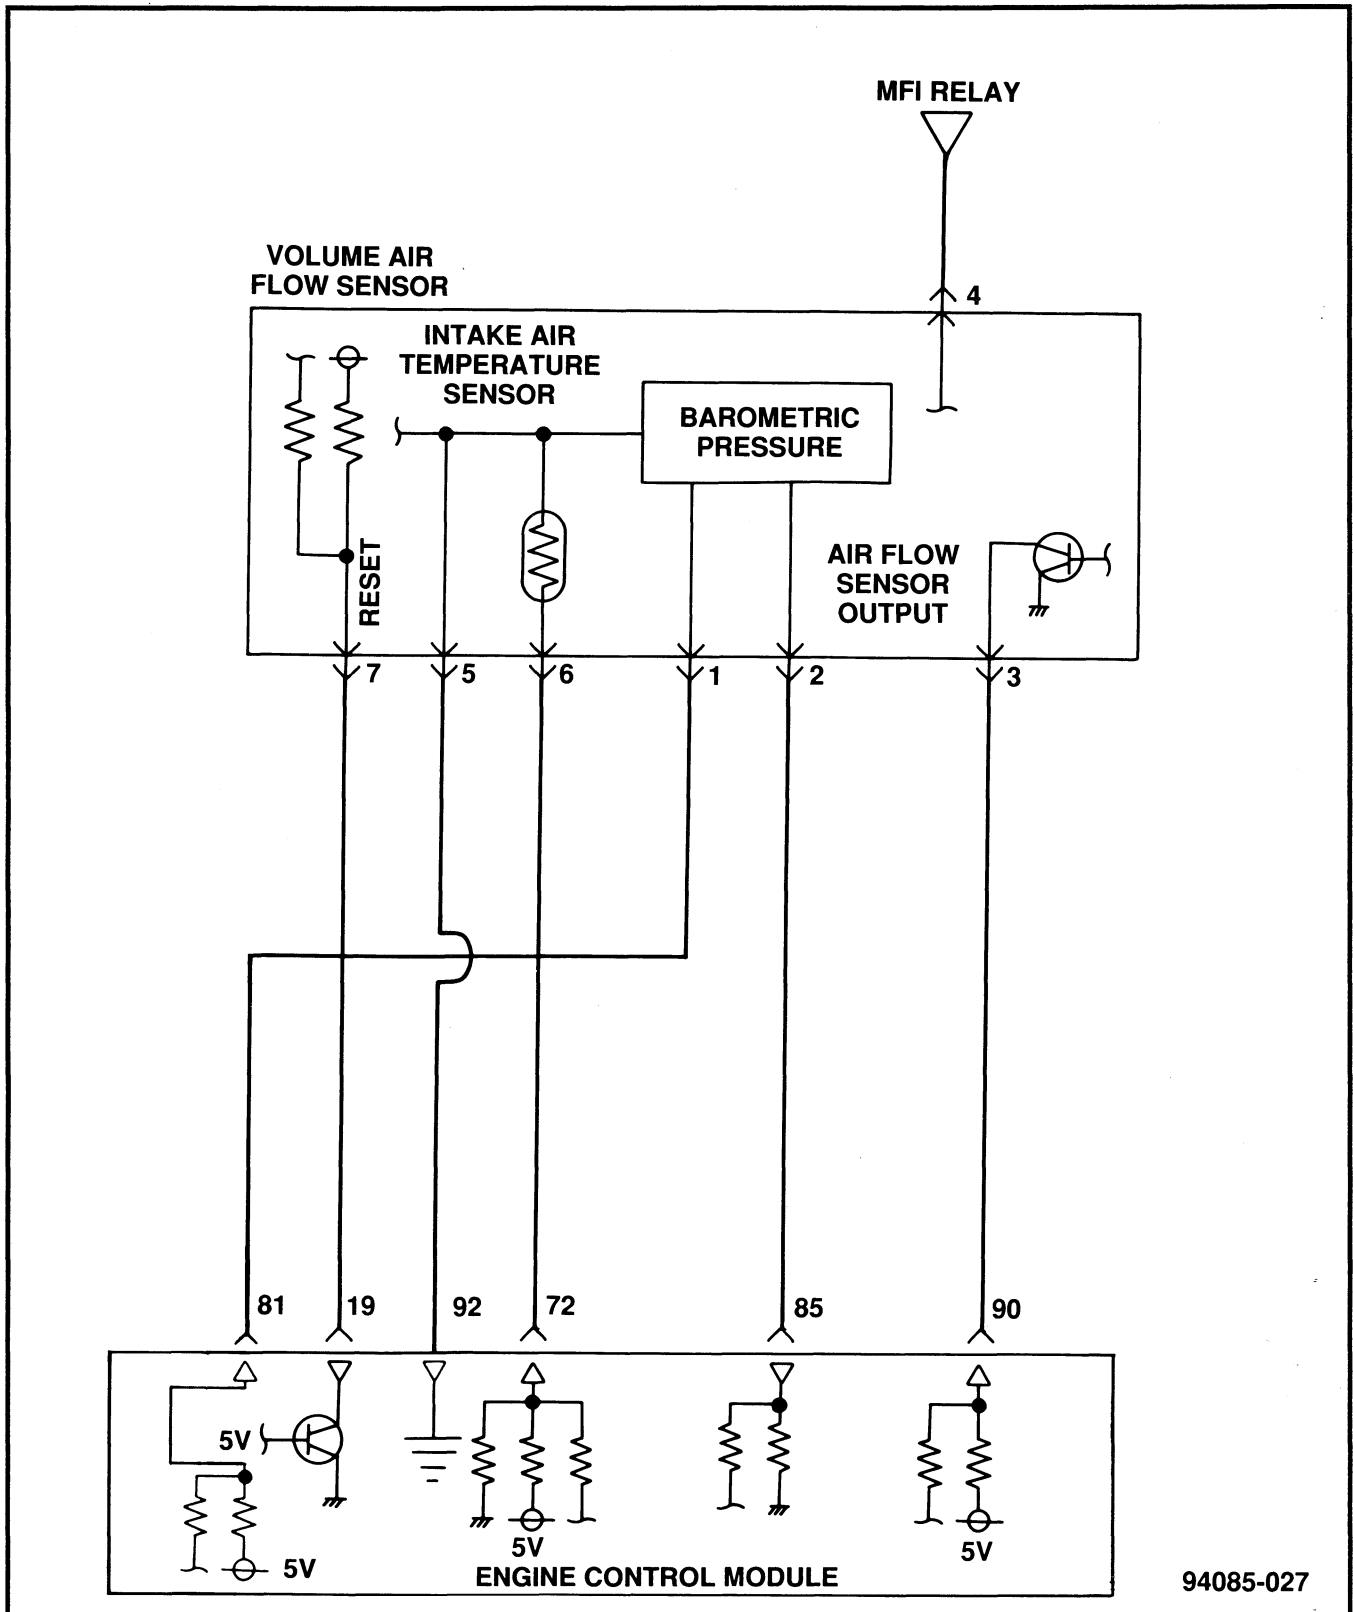 MFI RELAY
4
VOLUME AIR
FLOW SENSOR
INTAKE AIR
TEMPERATURE
SENSOR
BAROMETRIC
PRESSURE
RESET
AIR FLOW
SENSOR
OUTPUT
7
5
6
1
2
3
81
19
92
72
85
90
5V
5V
5V
5V
ENGINE CONTROL MODULE
94085-027